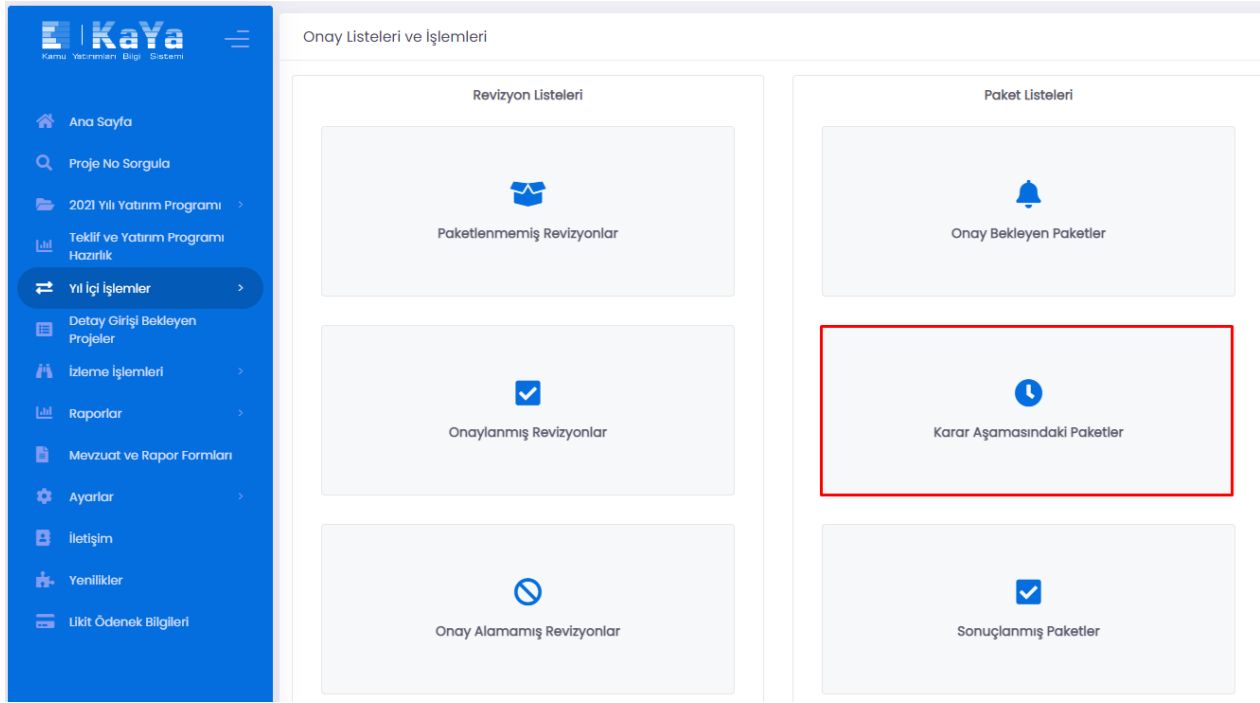 KaYa
Kamu Yatırımları Bilgi Sistemi
Ana Sayfa
Proje No Sorgula
2021 Yılı Yatırım Programı
Teklif ve Yatırım Programı
Hazırlık
Yıl İçi İşlemler
Detay Girişi Bekleyen
Projeler
İzleme İşlemleri
Raporlar
Mevzuat ve Rapor Formları
Ayarlar
İletişim
Yenilikler
Likit Ödenek Bilgileri
Onay Listeleri ve İşlemleri
Revizyon Listeleri
Paketlenmemiş Revizyonlar
Onaylanmış Revizyonlar
Onay Alamamış Revizyonlar
Paket Listeleri
Onay Bekleyen Paketler
Karar Aşamasındaki Paketler
Sonuçlanmış Paketler